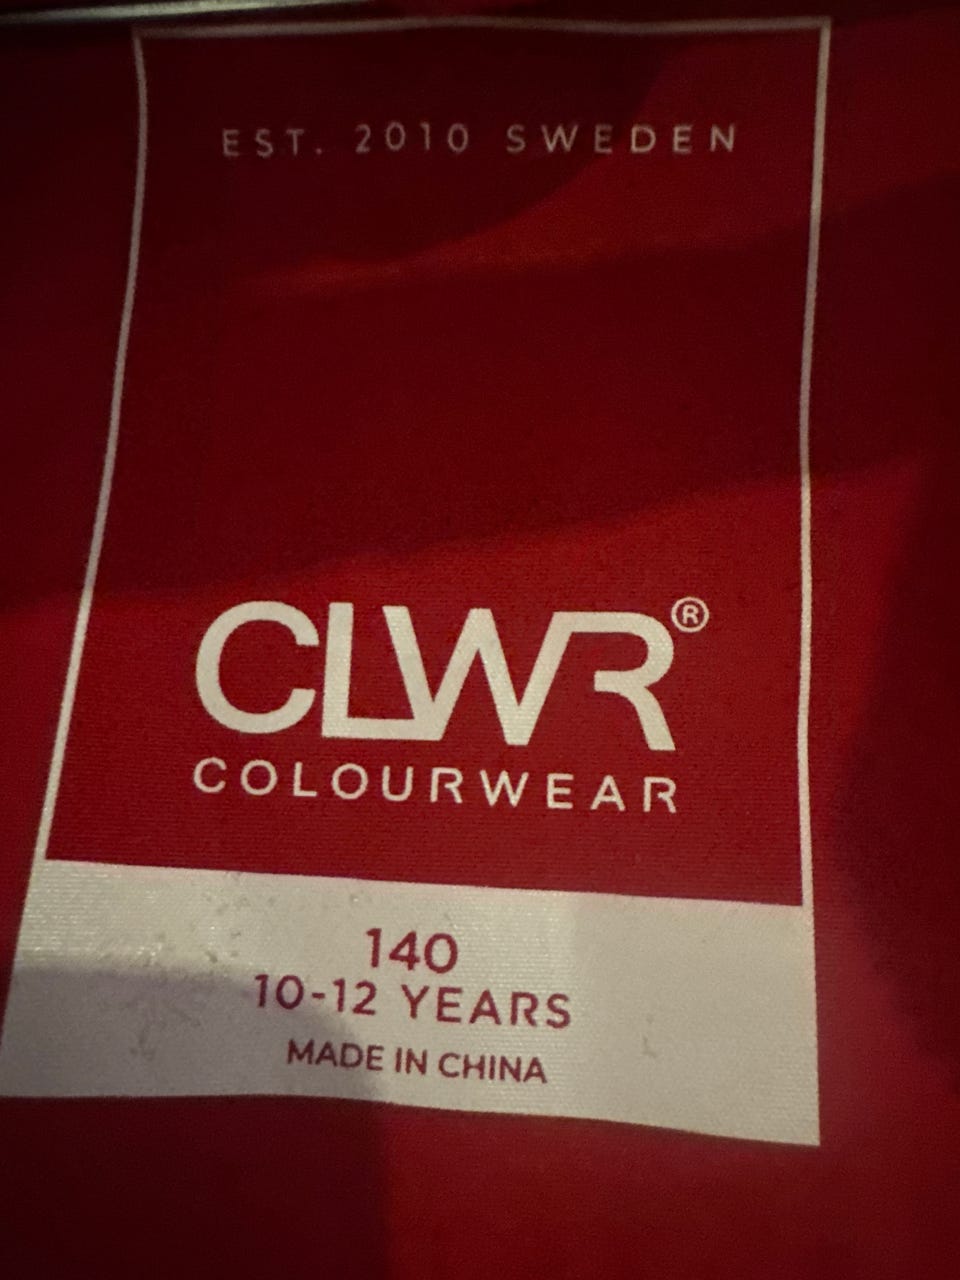 EST. 2010 SWEDEN
CLWR®
COLOURWEAR
140
10-12 YEARS
MADE IN CHINA